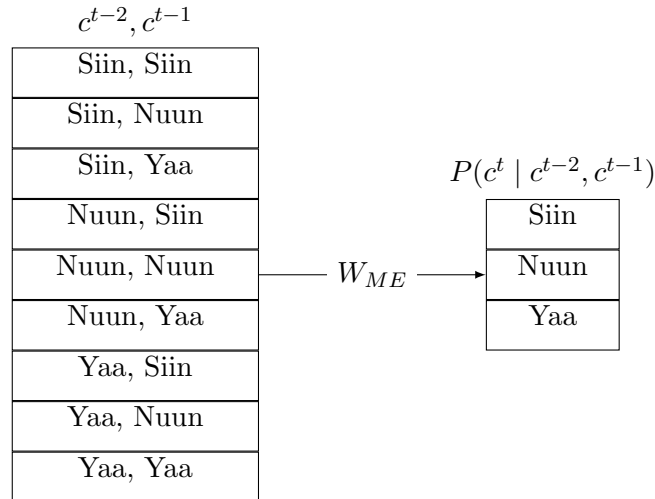 c^{t-2}, c^{t-1}
Siin, Siin
Siin, Nuun
Siin, Yaa
Nuun, Siin
Nuun, Nuun
Nuun, Yaa
Yaa, Siin
Yaa, Nuun
Yaa, Yaa
W_{ME}
P(c^t | c^{t-2}, c^{t-1})
Siin
Nuun
Yaa